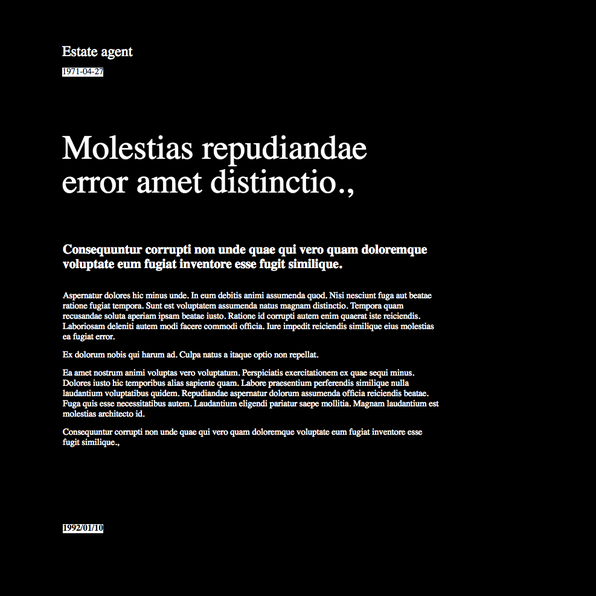 Estate agent
1971-04-27
Molestias repudiandae
error amet distinctio.,
Consequuntur corrupti non unde quae qui vero quam doloremque
voluptate eum fugiat inventore esse fugit similique.
Aspernatur dolores hic minus unde. In eum debitis animi assumenda quod. Nisi nesciunt fuga aut beatae
ratione fugiat tempora. Sunt est voluptatem assumenda natus magnam distinctio. Tempora quam
recusandae soluta aperiam ipsam beatae iusto. Ratione id corrupti autem enim quaerat iste reiciendis.
Laboriosam deleniti autem modi facere commodi officia. Iure impedit reiciendis similique eius molestias
ea fugiat error.
Ex dolorum nobis qui harum ad. Culpa natus a itaque optio non repellat.
Ea amet nostrum animi voluptas vero voluptatum. Perspiciatis exercitationem ex quae sequi minus.
Dolores iusto hic temporibus alias sapiente quam. Labore praesentium perferendis similique nulla
laudantium voluptatibus quidem. Repudiandae aspernatur dolorum assumenda officia reiciendis beatae.
Fuga quis esse necessitatibus autem. Laudantium eligendi pariatur saepe mollitia. Magnam laudantium est
molestias architecto id.
Consequuntur corrupti non unde quae qui vero quam doloremque voluptate eum fugiat inventore esse
fugit similique.,
1992/01/10